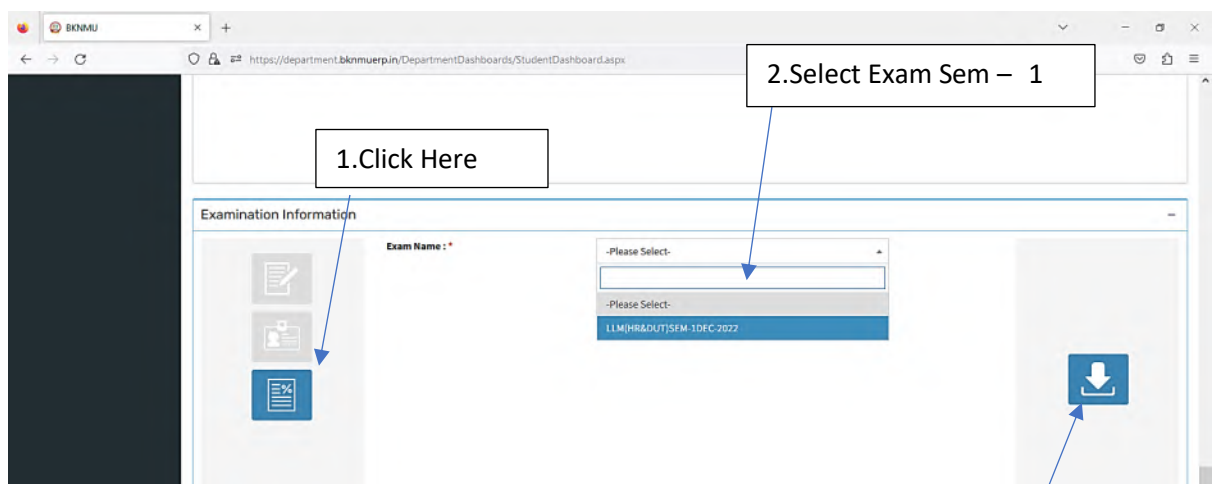 BKNMU
https://department.bknmuerp.in/DepartmentDashboards/StudentDashboard.aspx
2.Select Exam Sem – 1
1.Click Here
Examination Information
Exam Name : *
-Please Select-
-Please Select-
LLM(HR&DUT)SEM-1DEC-2022